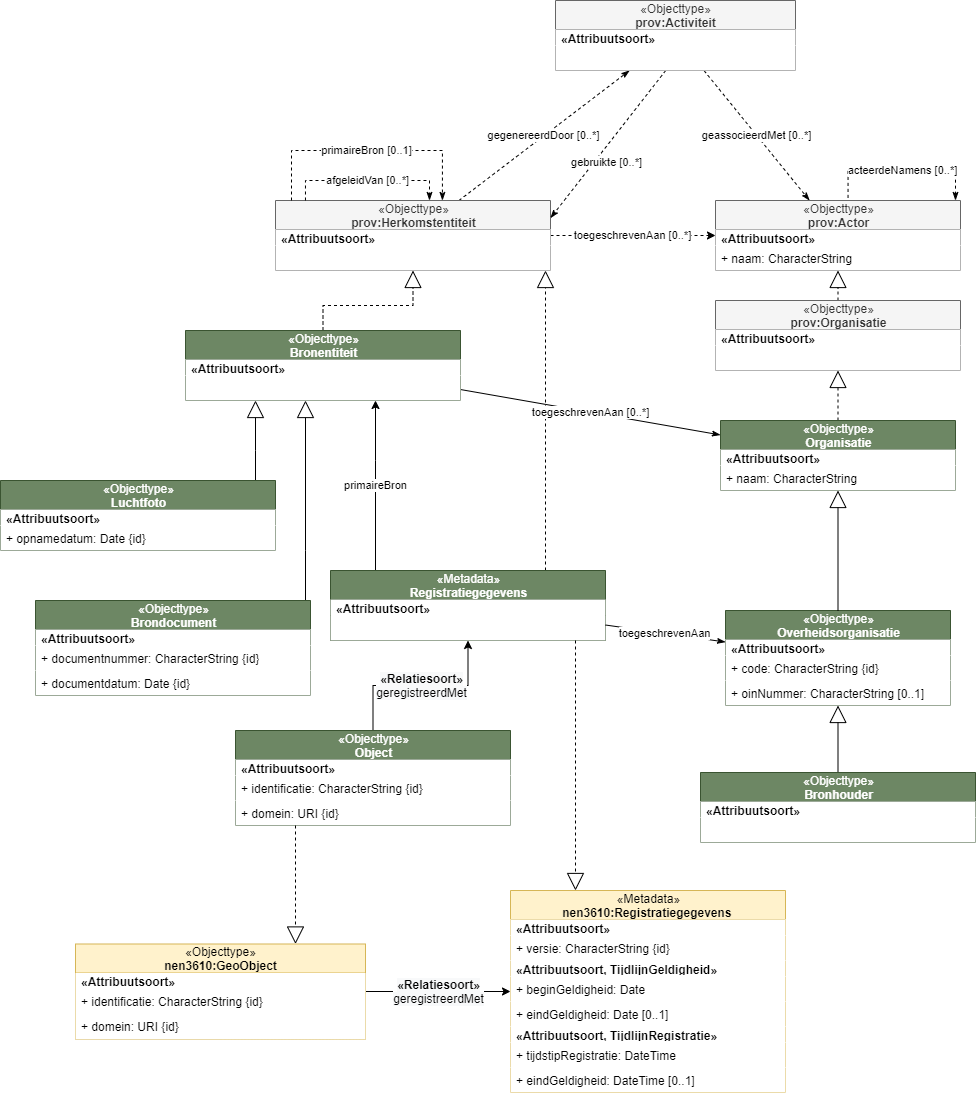 «Objecttype»
prov:Activiteit
«Attribuutsoort»
gegenereerdDoor [0..*]
geassocieerdMet [0..*]
primaireBron [0..1]
gebruikte [0..*]
acteerdeNamens [0..*]
afgeleidVan [0..*]
«Objecttype»
prov:Herkomstentiteit
«Attribuutsoort»
toegeschrevenAan [0..*]
«Objecttype»
prov:Actor
«Attribuutsoort»
+ naam: CharacterString
«Objecttype»
prov:Organisatie
«Attribuutsoort»
«Objecttype»
Bronentiteit
«Attribuutsoort»
toegeschrevenAan [0..*]
«Objecttype»
Organisatie
«Attribuutsoort»
+ naam: CharacterString
primaireBron
«Objecttype»
Luchtfoto
«Attribuutsoort»
+ opnamedatum: Date {id}
«Metadata»
Registratiegegevens
«Attribuutsoort»
«Objecttype»
Brondocument
«Attribuutsoort»
+ documentnummer: CharacterString {id}
+ documentdatum: Date {id}
toegeschrevenAan
«Objecttype»
Overheidsorganisatie
«Attribuutsoort»
+ code: CharacterString {id}
+ oinNummer: CharacterString [0..1]
«Relatiesoort»
geregistreerdMet
«Objecttype»
Object
«Attribuutsoort»
+ identificatie: CharacterString {id}
+ domein: URI {id}
«Objecttype»
Bronhouder
«Attribuutsoort»
«Objecttype»
nen3610:GeoObject
«Attribuutsoort»
+ identificatie: CharacterString {id}
+ domein: URI {id}
«Relatiesoort»
geregistreerdMet
«Metadata»
nen3610:Registratiegegevens
«Attribuutsoort»
+ versie: CharacterString {id}
«Attribuutsoort, TijdlijnGeldigheid»
+ beginGeldigheid: Date
+ eindGeldigheid: Date [0..1]
«Attribuutsoort, TijdlijnRegistratie»
+ tijdstipRegistratie: DateTime
+ eindGeldigheid: DateTime [0..1]